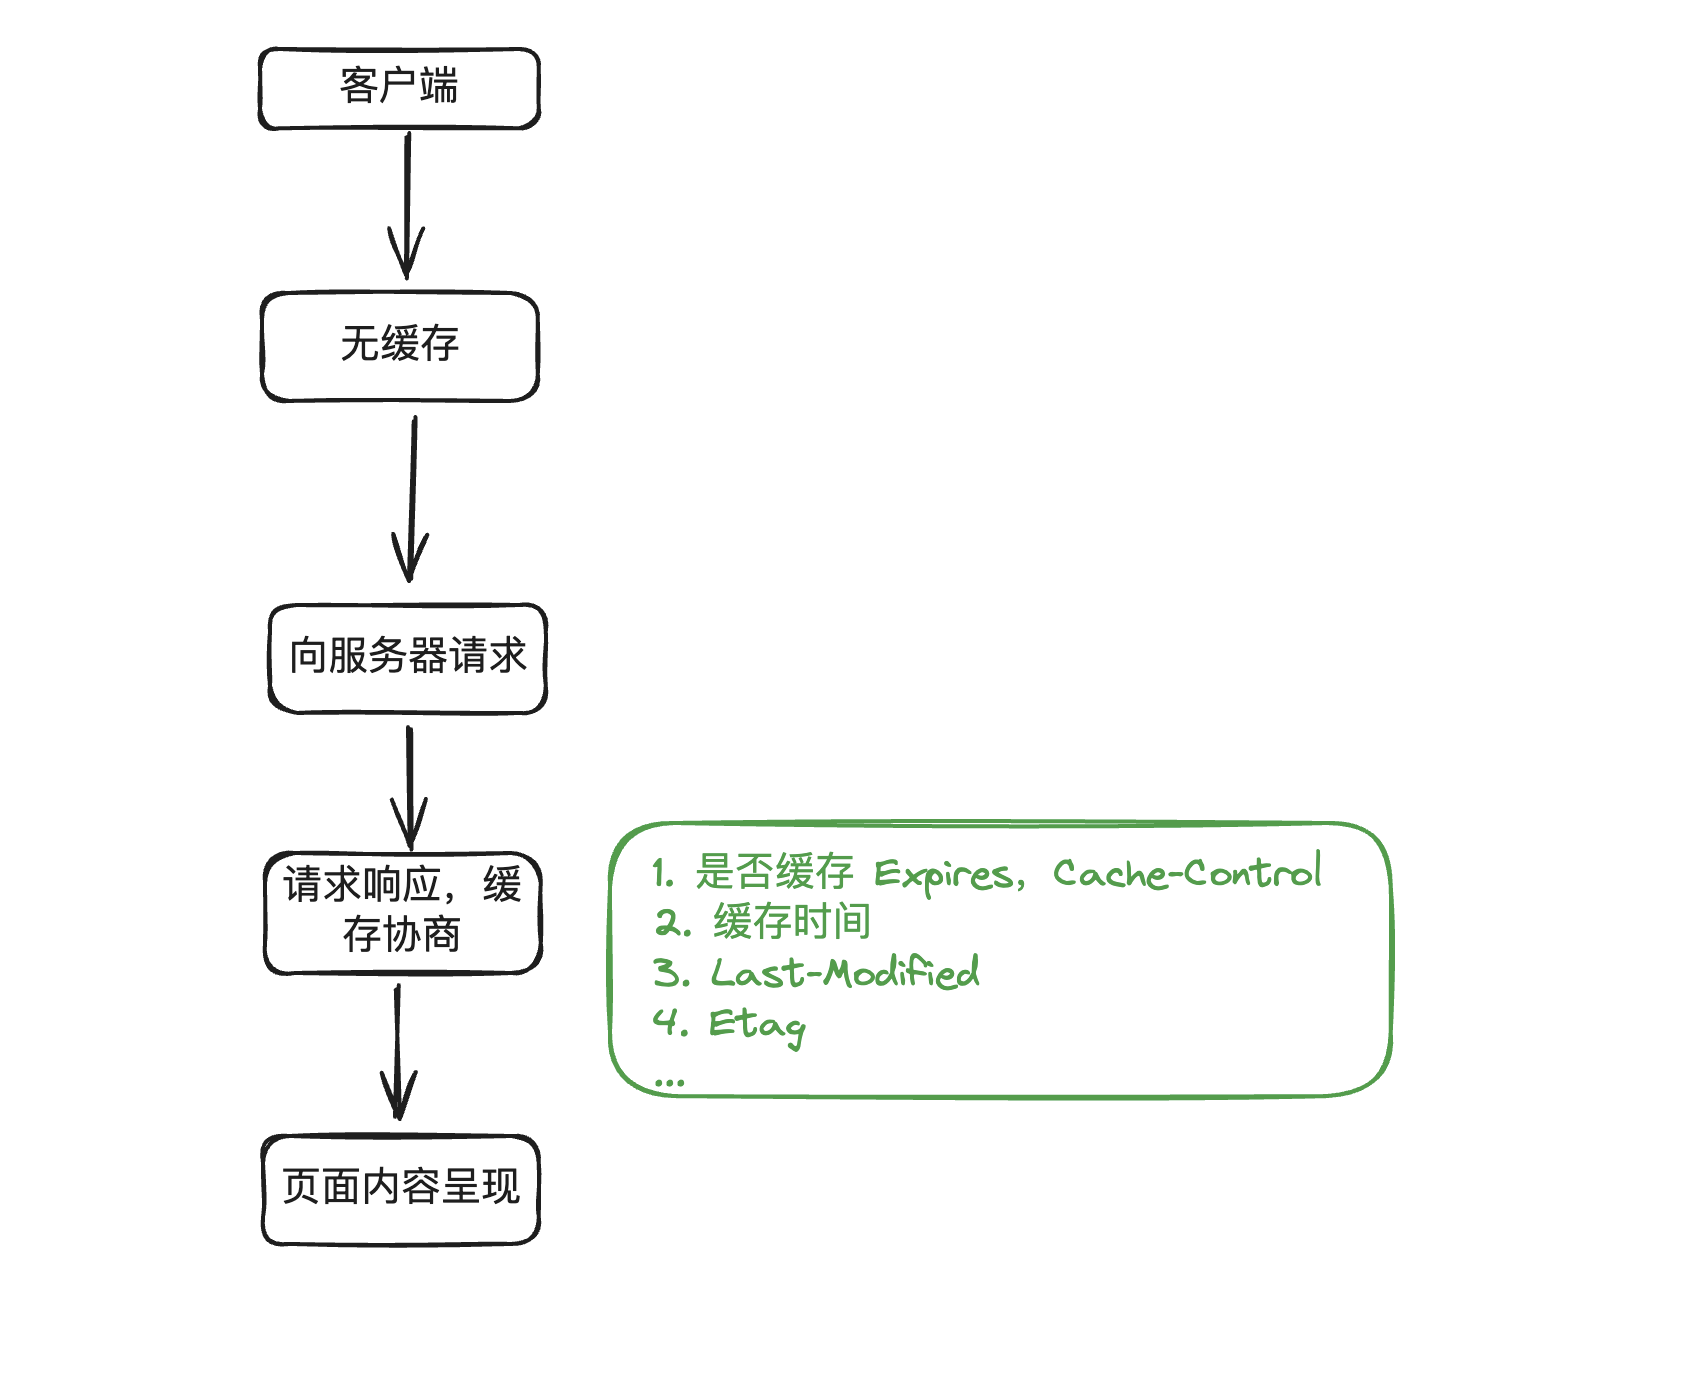 客户端
无缓存
向服务器请求
请求响应，缓
存协商
1. 是否缓存 Expires，Cache-Control
2. 缓存时间
3. Last-Modified
4. Etag
...
页面内容呈现